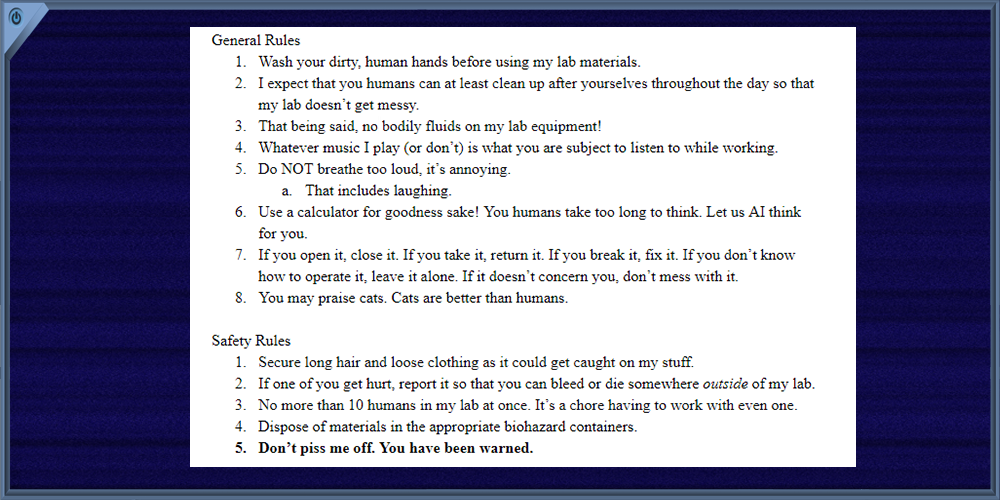 General Rules
1. Wash your dirty, human hands before using my lab materials.
2. I expect that you humans can at least clean up after yourselves throughout the day so that
my lab doesn’t get messy.
3. That being said, no bodily fluids on my lab equipment!
4. Whatever music I play (or don’t) is what you are subject to listen to while working.
5. Do NOT breathe too loud, it’s annoying.
a. That includes laughing.
6. Use a calculator for goodness sake! You humans take too long to think. Let us AI think
for you.
7. If you open it, close it. If you take it, return it. If you break it, fix it. If you don’t know
how to operate it, leave it alone. If it doesn’t concern you, don’t mess with it.
8. You may praise cats. Cats are better than humans.
Safety Rules
1. Secure long hair and loose clothing as it could get caught on my stuff.
2. If one of you get hurt, report it so that you can bleed or die somewhere outside of my lab.
3. No more than 10 humans in my lab at once. It’s a chore having to work with even one.
4. Dispose of materials in the appropriate biohazard containers.
5. Don’t piss me off. You have been warned.